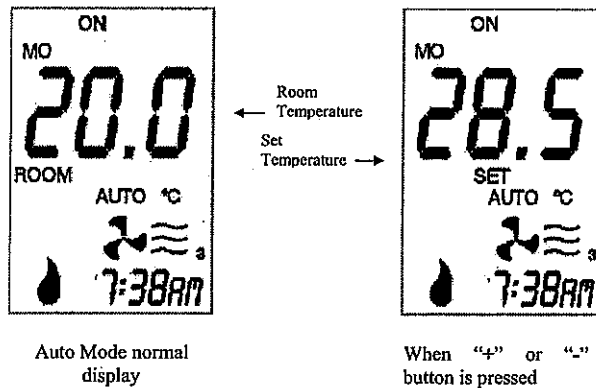 ON
MO
20.0
ROOM
AUTO °C
3
7:38AM
Auto Mode normal
display
Room
Temperature
Set
Temperature
ON
MO
28.5
SET
AUTO °C
3
7:38AM
When "+" or "-"
button is pressed